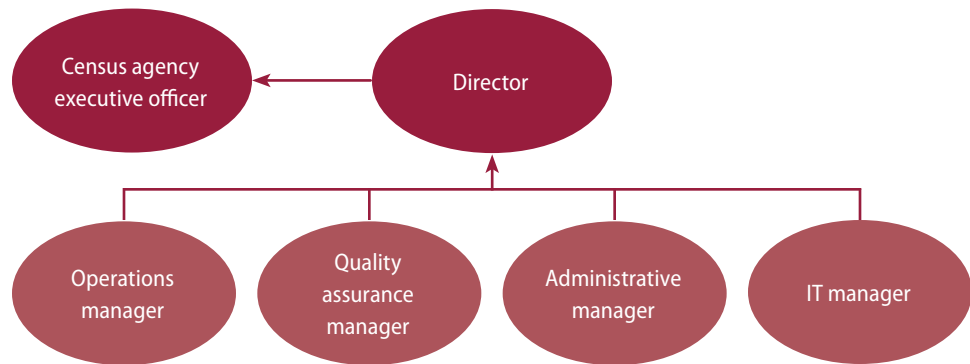 Census agency
executive officer
Director
Operations
manager
Quality
assurance
manager
Administrative
manager
IT manager